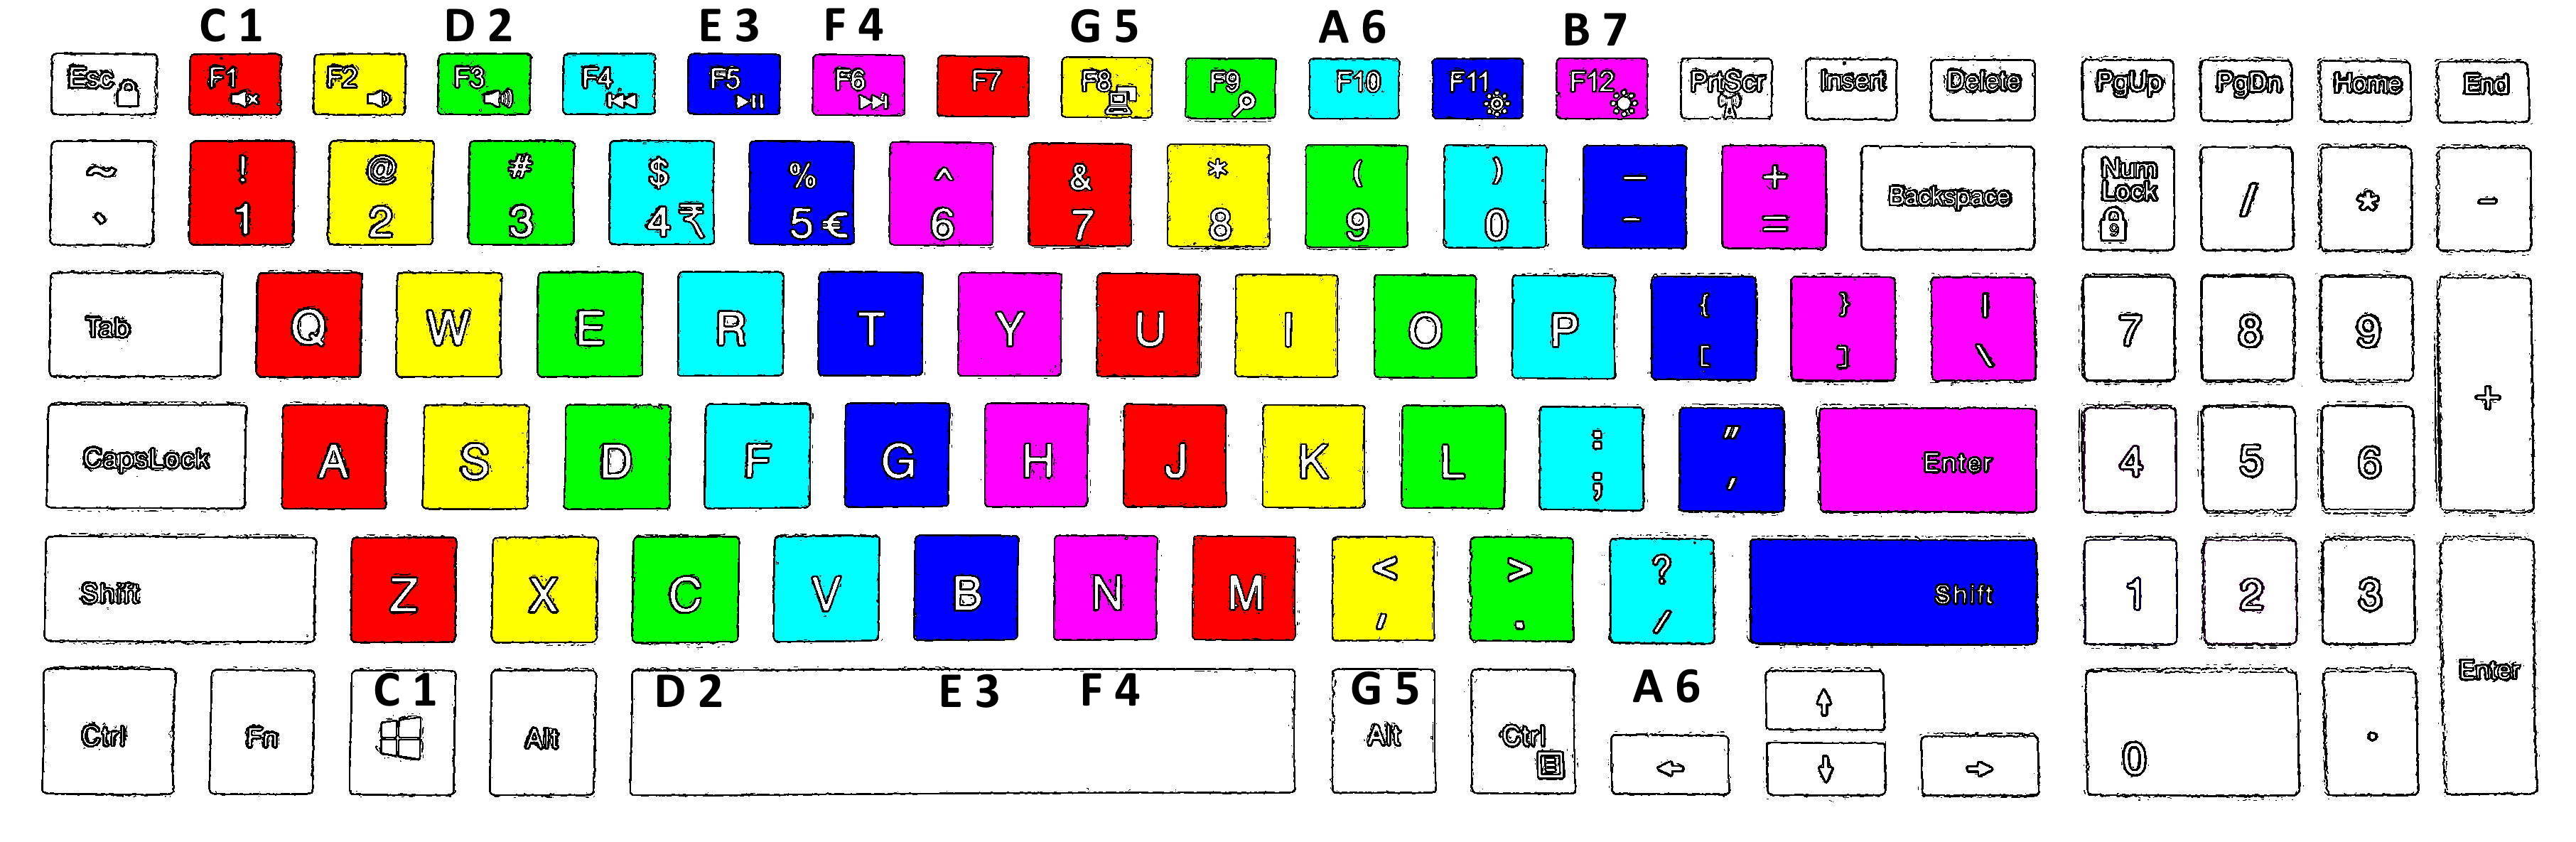 C 1 D 2 E 3 F 4 G 5 A 6 B 7
Esc F1 F2 F3 F4 F5 F6 F7 F8 F9 F10 F11 F12 PrtScr Insert Delete PgUp PgDn Home End
~ ! @ # $ % ^ & * ( ) — +
` 1 2 3 4 ₹ 5 € 6 7 8 9 0 - = Backspace Num Lock 9 / * -
Tab Q W E R T Y U I O P { [ } ] | \ 7 8 9 +
CapsLock A S D F G H J K L : ; " ' Enter 4 5 6
Shift Z X C V B N M < , > . ? / Shift 1 2 3
C 1 D 2 E 3 F 4 G 5 A 6
Ctrl Fn Alt Alt Ctrl 0 . Enter